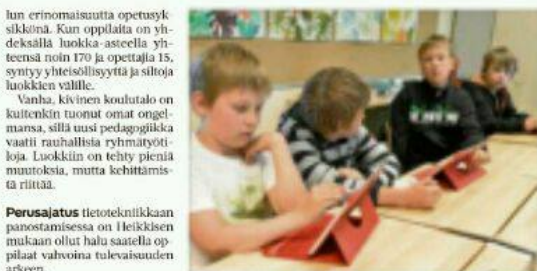 lun erinomaisuutta opetusyk-
sikkönä. Kun oppilaita on yh-
deksällä luokka-asteella yh-
teensä noin 170 ja opettajia 15,
syntyy yhteisöllisyyttä ja siltoja
luokkien välille.
Vanha, kivinen koulutalo on
kuitenkin tuonut omat ongel-
mansa, sillä uusi pedagogiikka
vaatii rauhallisia ryhmätyöti-
loja. Luokkiin on tehty pieniä
muutoksia, mutta kehittämis-
tä riittää.
Perusajatus tietotekniikkaan
panostamisessa on Heikkisen
mukaan ollut halu saatella op-
pilaat vahvoina tulevaisuuden
arkeen.